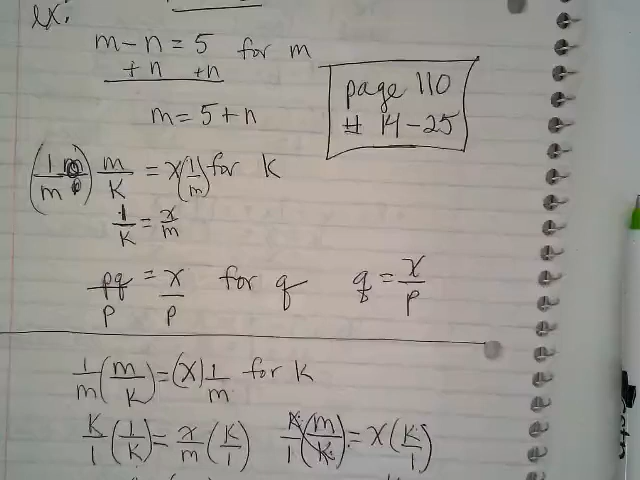 ex:
m - n = 5 for m
+ n +n
m = 5 + n
page 110
# 14 - 25
(1/m) m/K = x(1/m) for K
1/K = x/m
pq/p = x/p for q q = x/p
1/m (m/K) = (x) 1/m for K
K/1 (1/K) = x/m (K/1) K/1 (m/K) = x (K/1)